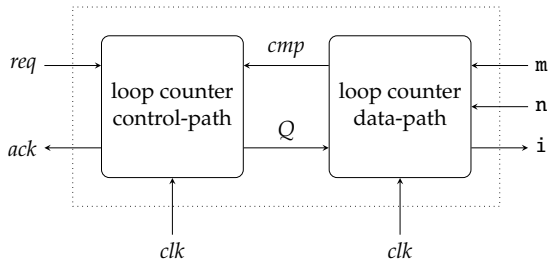 cmp
req
loop counter
control-path
loop counter
data-path
m
n
ack
Q
i
clk
clk